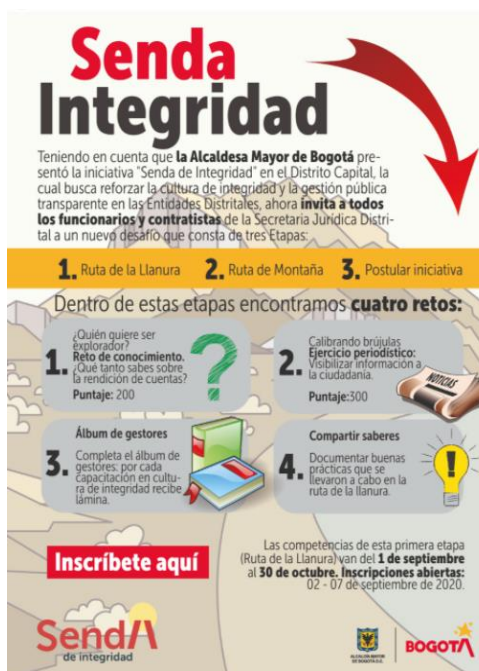 Senda
Integridad
Teniendo en cuenta que la Alcaldesa Mayor de Bogotá pre-
sentó la iniciativa "Senda de Integridad" en el Distrito Capital, la
cual busca reforzar la cultura de integridad y la gestión pública
transparente en las Entidades Distritales, ahora invita a todos
los funcionarios y contratistas de la Secretaria Jurídica Distri-
tal a un nuevo desafío que consta de tres Etapas:
1. Ruta de la Llanura 2. Ruta de Montaña 3. Postular iniciativa
Dentro de estas etapas encontramos cuatro retos:
1.
¿Quién quiere ser
explorador?
Reto de conocimiento.
¿Qué tanto sabes sobre
la rendición de cuentas?
Puntaje: 200
2.
Calibrando brújulas
Ejercicio periodístico:
Visibilizar información a
la ciudadanía.
Puntaje:300
NOTICIAS
Álbum de gestores
3.
Completa el álbum de
gestores: por cada
capacitación en cultu-
ra de integridad recibe
lámina.
Compartir saberes
4.
Documentar buenas
prácticas que se
llevaron a cabo en la
ruta de la llanura.
Inscríbete aquí
Las competencias de esta primera etapa
(Ruta de la Llanura) van del 1 de septiembre
al 30 de octubre. Inscripciones abiertas:
02 - 07 de septiembre de 2020.
SendA
de integridad
ALCALDÍA MAYOR
DE BOGOTÁ D.C.
BOGOTÁ